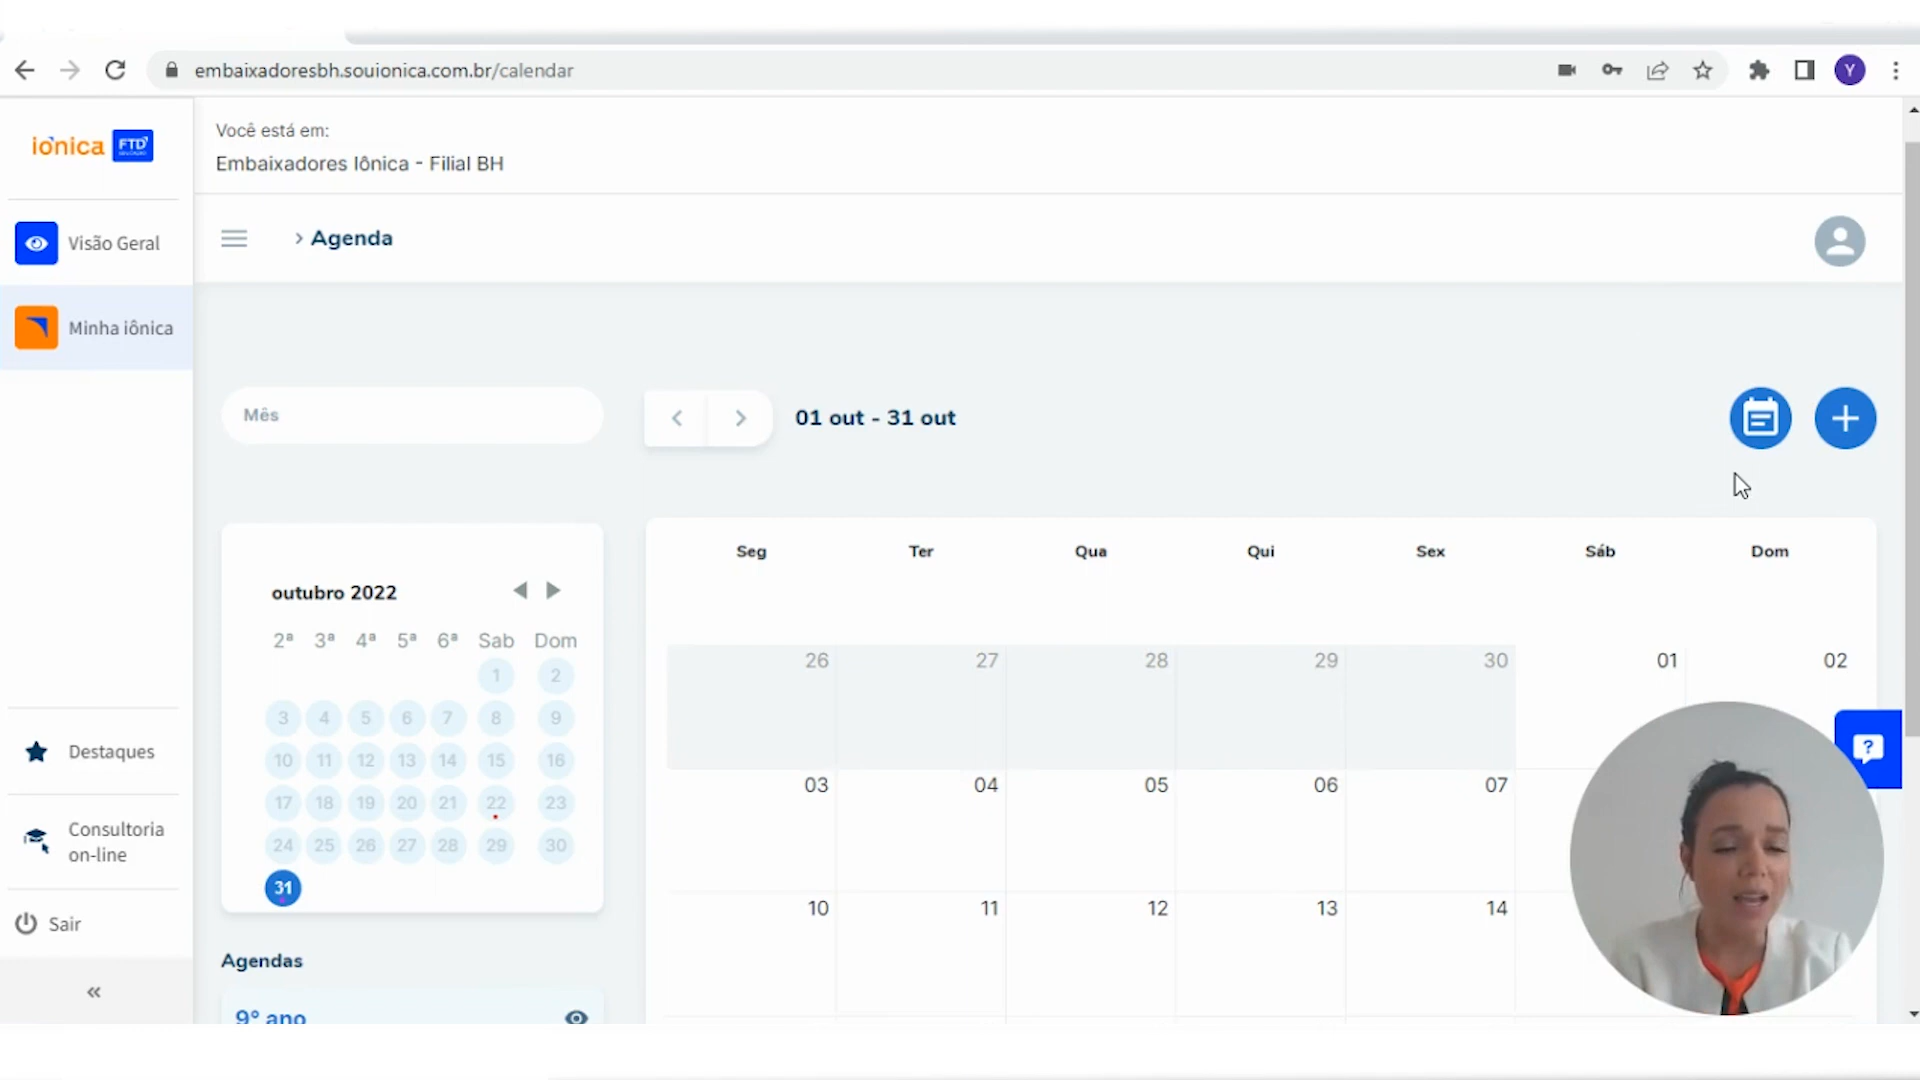 embaixadoresbh.souionica.com.br/calendar
Y
iônica FTD
Você está em:
Embaixadores Iônica - Filial BH
Visão Geral
> Agenda
Minha iônica
Mês
01 out - 31 out
outubro 2022
2ª 3ª 4ª 5ª 6ª Sab Dom
1 2
3 4 5 6 7 8 9
10 11 12 13 14 15 16
17 18 19 20 21 22 23
24 25 26 27 28 29 30
31
Seg Ter Qua Qui Sex Sáb Dom
26 27 28 29 30 01 02
03 04 05 06 07
10 11 12 13 14
?
Destaques
Consultoria
on-line
Sair
«
Agendas
9º ano